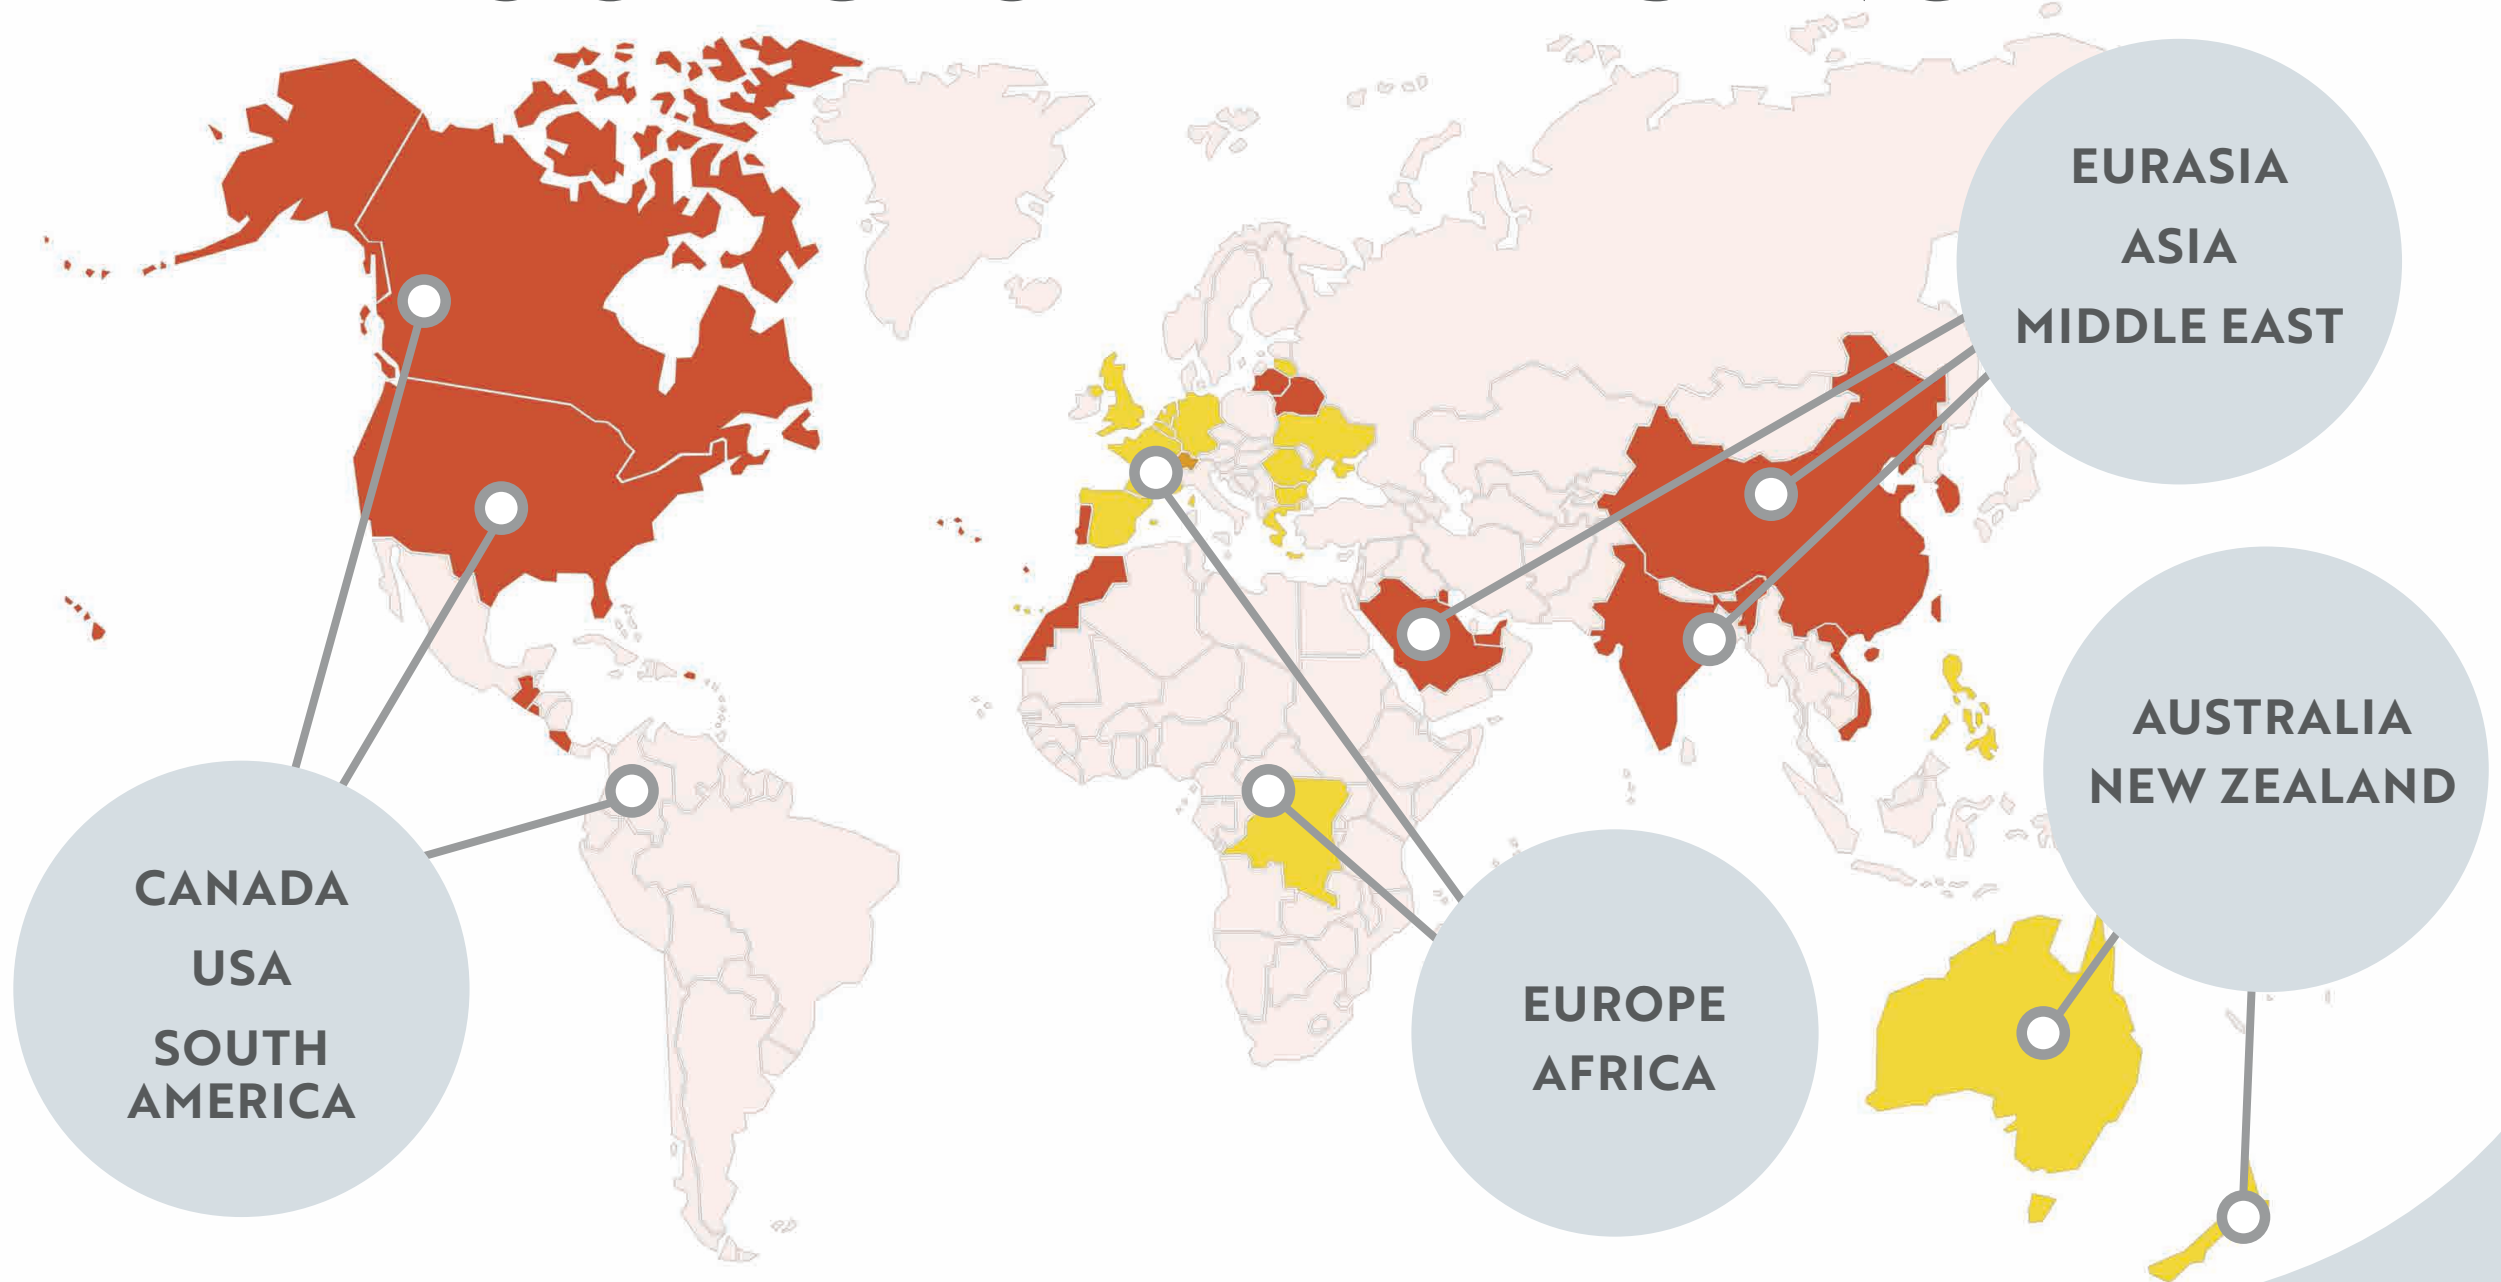 CANADA
USA
SOUTH
AMERICA
EURASIA
ASIA
MIDDLE EAST
AUSTRALIA
NEW ZEALAND
EUROPE
AFRICA